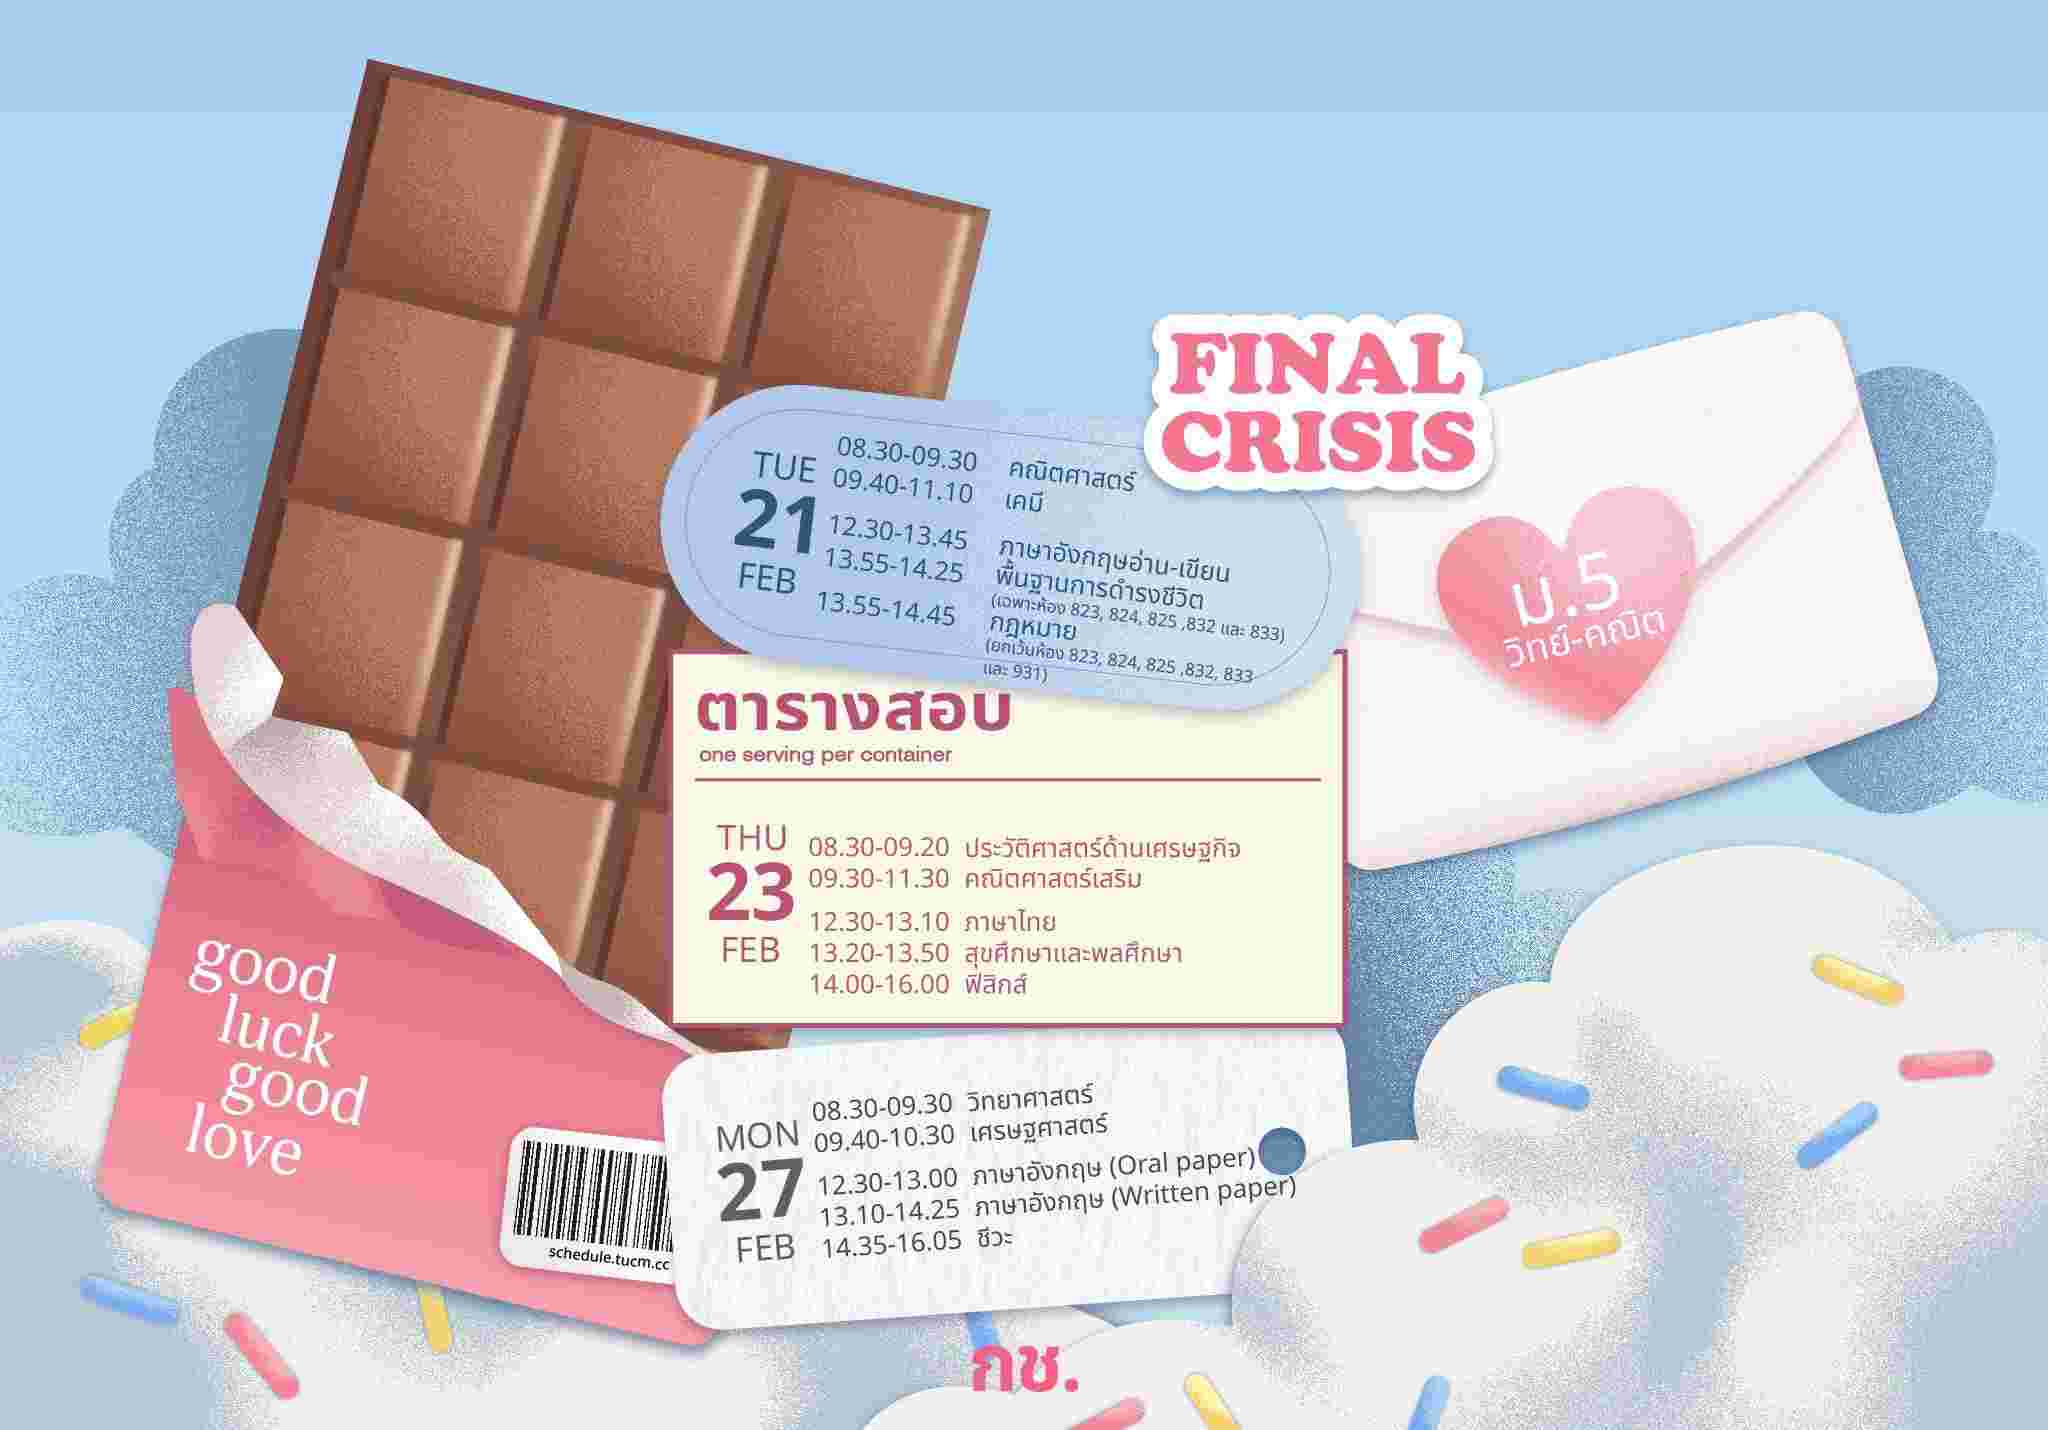 FINAL
CRISIS
ม.5
วิทย์-คณิต
TUE
21
FEB
08.30-09.30 คณิตศาสตร์
09.40-11.10 เคมี
12.30-13.45 ภาษาอังกฤษอ่าน-เขียน
13.55-14.25 พื้นฐานการดำรงชีวิต
(เฉพาะห้อง 823, 824, 825 ,832 และ 833)
13.55-14.45 กฎหมาย
(ยกเว้นห้อง 823, 824, 825 ,832, 833
และ 931)
ตารางสอบ
one serving per container
THU
23
FEB
08.30-09.20 ประวัติศาสตร์ด้านเศรษฐกิจ
09.30-11.30 คณิตศาสตร์เสริม
12.30-13.10 ภาษาไทย
13.20-13.50 สุขศึกษาและพลศึกษา
14.00-16.00 ฟิสิกส์
MON
27
FEB
08.30-09.30 วิทยาศาสตร์
09.40-10.30 เศรษฐศาสตร์
12.30-13.00 ภาษาอังกฤษ (Oral paper)
13.10-14.25 ภาษาอังกฤษ (Written paper)
14.35-16.05 ชีวะ
good
luck
good
love
schedule.tucm.cc
กช.